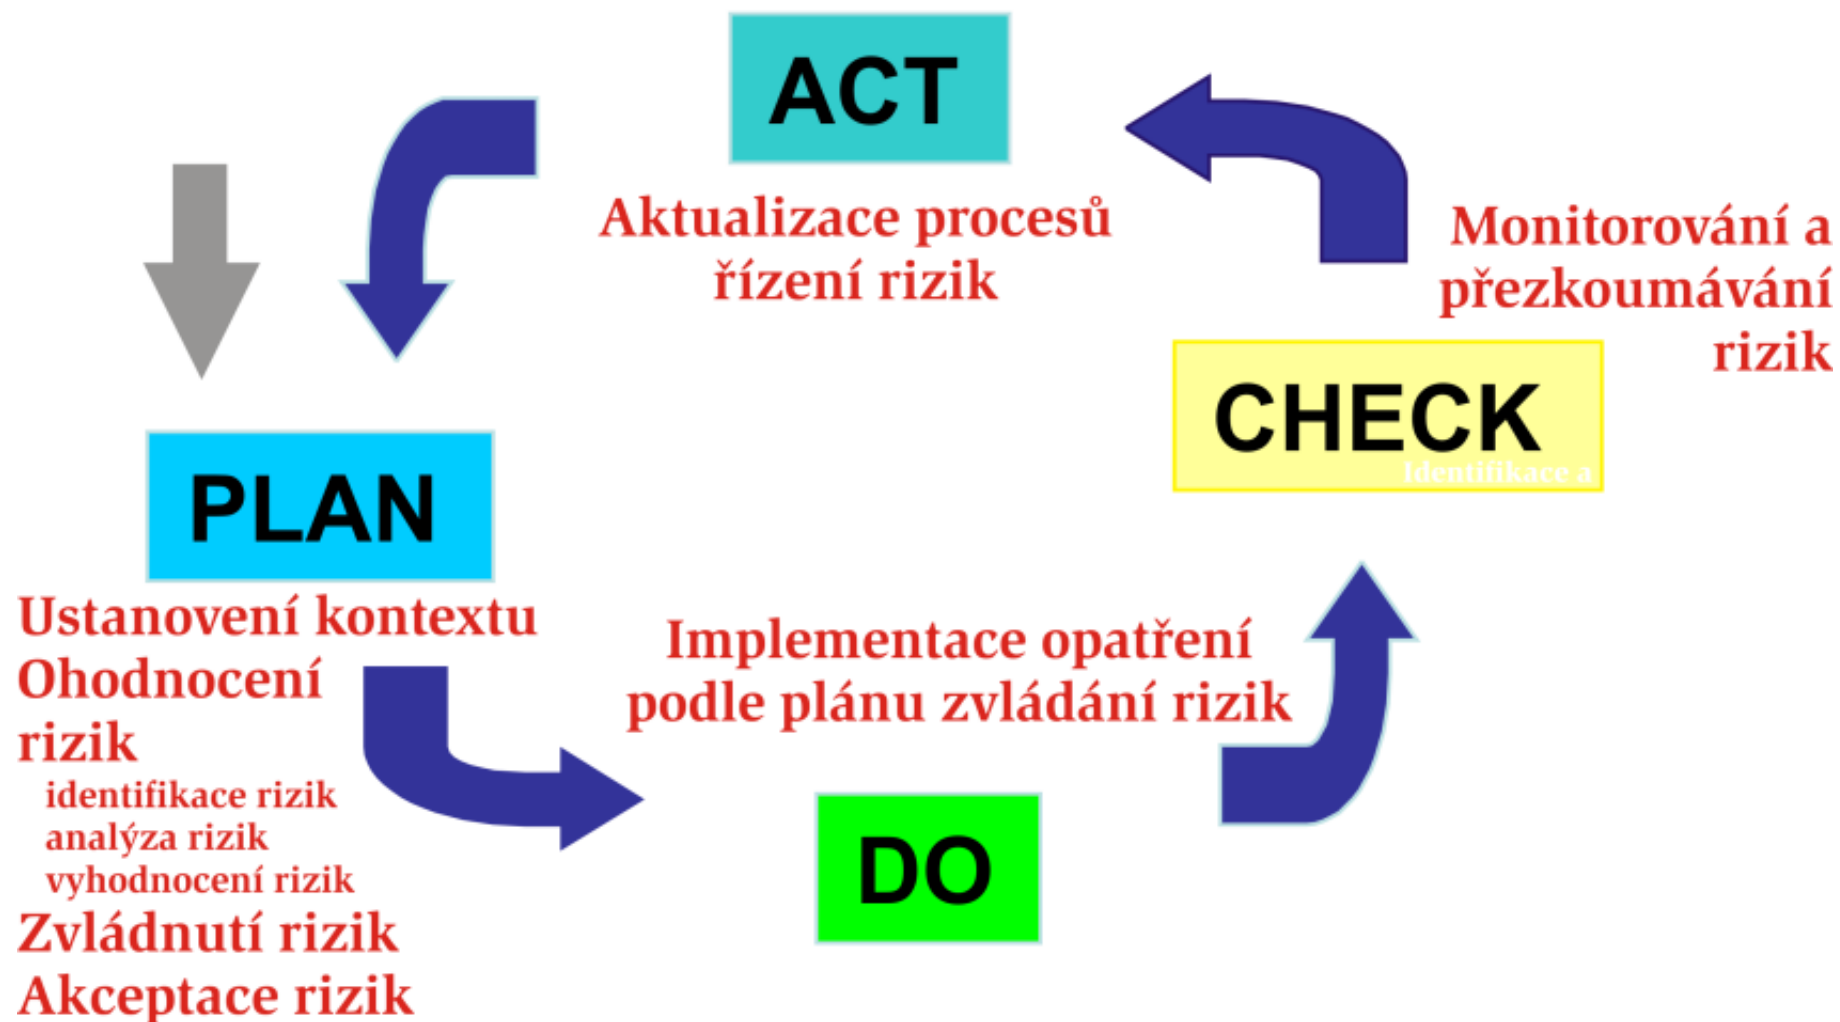 ACT
Aktualizace procesů
řízení rizik
Monitorování a
přezkoumávání
rizik
CHECK
Identifikace a
PLAN
Ustanovení kontextu
Ohodnocení
rizik
identifikace rizik
analýza rizik
vyhodnocení rizik
Zvládnutí rizik
Akceptace rizik
Implementace opatření
podle plánu zvládání rizik
DO